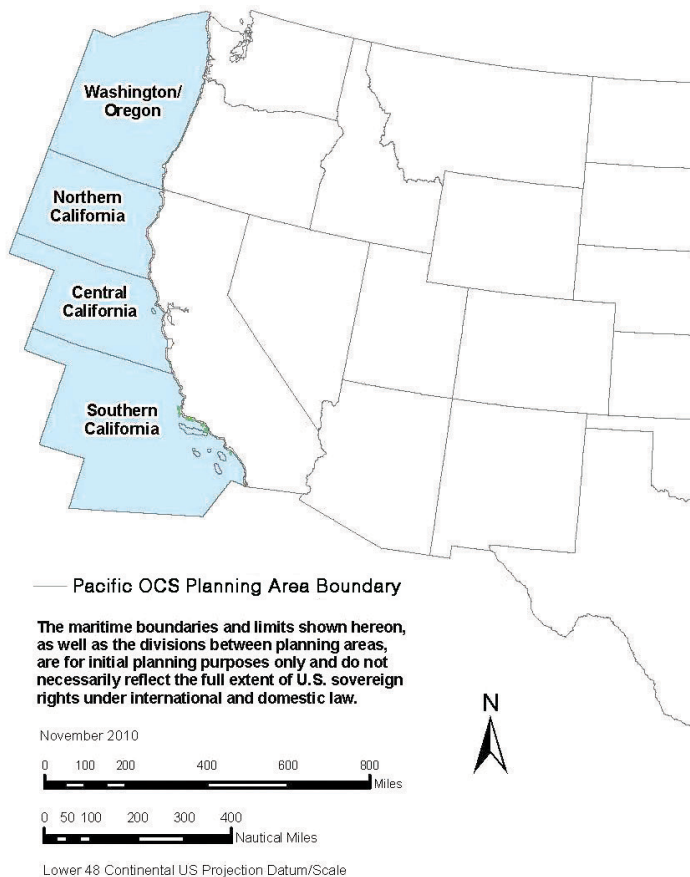 Washington/
Oregon
Northern
California
Central
California
Southern
California
Pacific OCS Planning Area Boundary
The maritime boundaries and limits shown hereon,
as well as the divisions between planning areas,
are for initial planning purposes only and do not
necessarily reflect the full extent of U.S. sovereign
rights under international and domestic law.
N
November 2010
0 100 200 400 600 800
Miles
0 50 100 200 300 400
Nautical Miles
Lower 48 Continental US Projection Datum/Scale